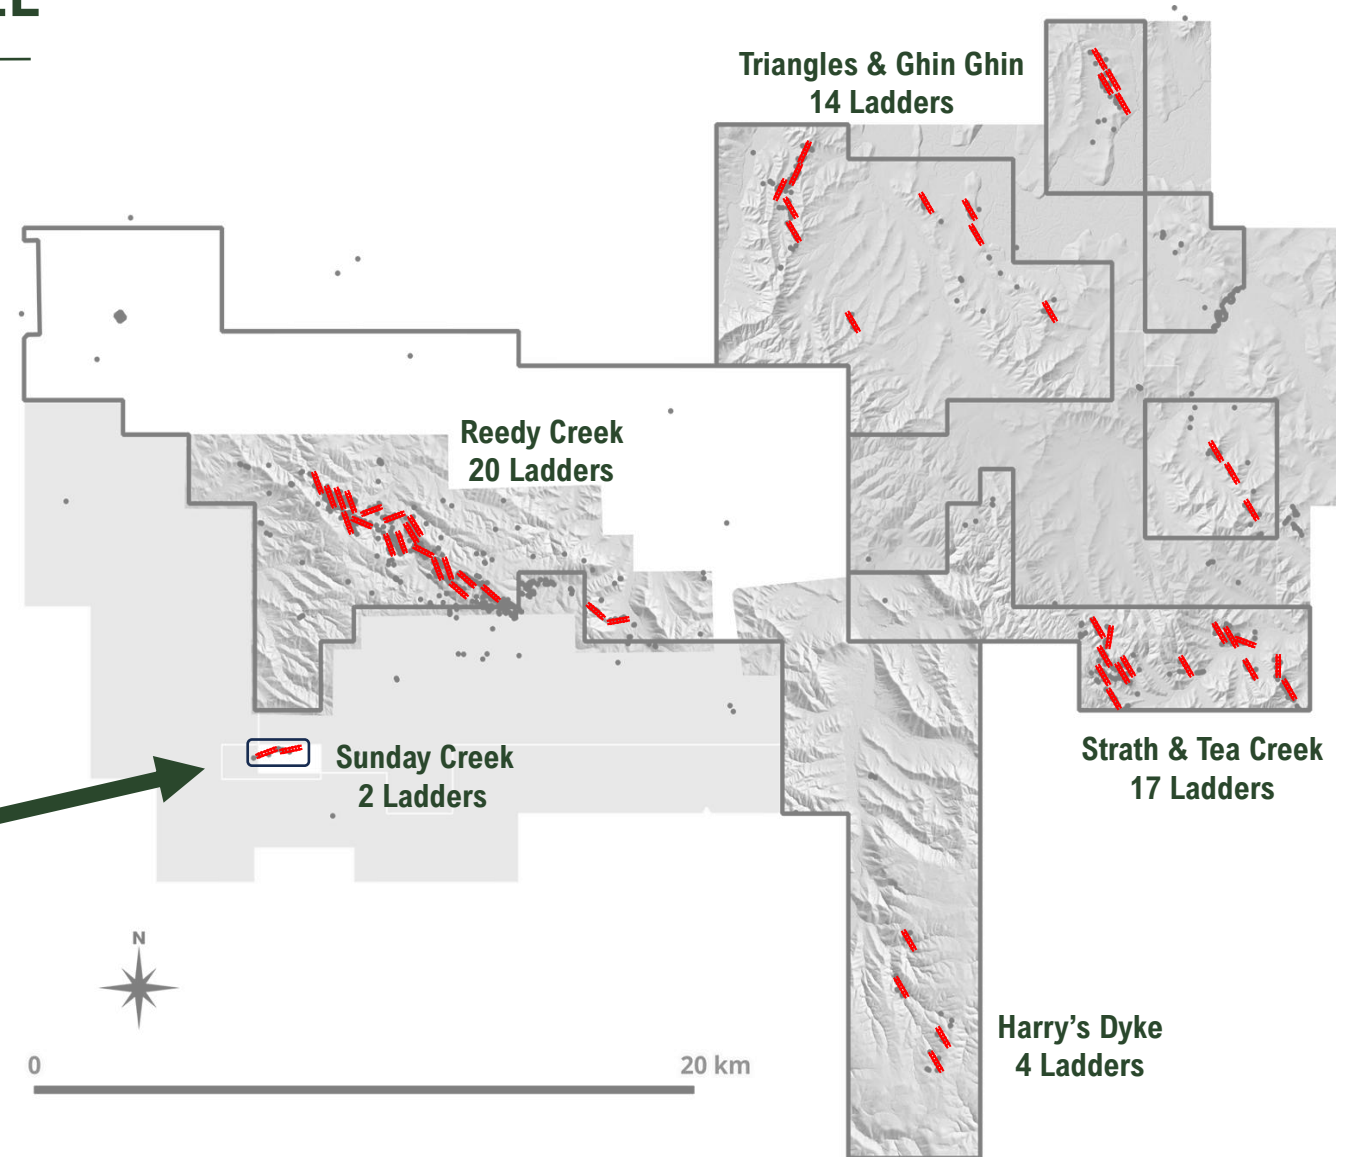 Triangles & Ghin Ghin
14 Ladders
Reedy Creek
20 Ladders
Sunday Creek
2 Ladders
Strath & Tea Creek
17 Ladders
Harry’s Dyke
4 Ladders
N
0
20 km